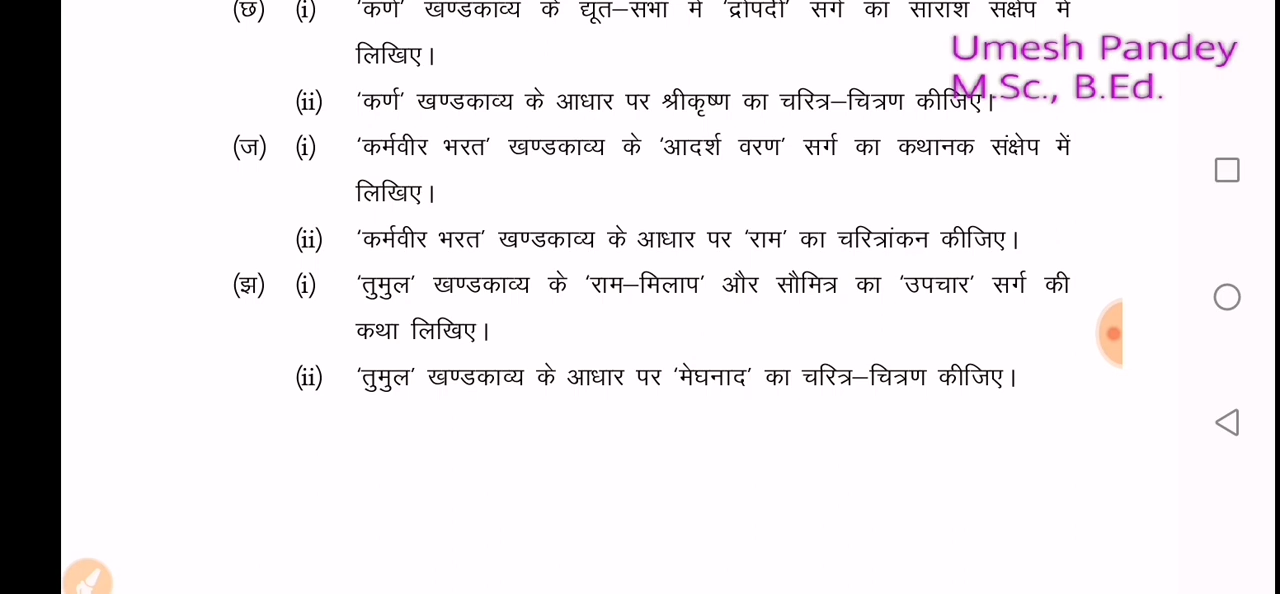 (छ) (i) 'कर्ण' खण्डकाव्य के द्यूत–सभा में 'द्रौपदी' सर्ग का सारांश संक्षेप में
लिखिए।
Umesh Pandey
M.Sc., B.Ed.
(ii) 'कर्ण' खण्डकाव्य के आधार पर श्रीकृष्ण का चरित्र–चित्रण कीजिए।
(ज) (i) 'कर्मवीर भरत' खण्डकाव्य के 'आदर्श वरण' सर्ग का कथानक संक्षेप में
लिखिए।
(ii) 'कर्मवीर भरत' खण्डकाव्य के आधार पर 'राम' का चरित्रांकन कीजिए।
(झ) (i) 'तुमुल' खण्डकाव्य के 'राम–मिलाप' और सौमित्र का 'उपचार' सर्ग की
कथा लिखिए।
(ii) 'तुमुल' खण्डकाव्य के आधार पर 'मेघनाद' का चरित्र–चित्रण कीजिए।